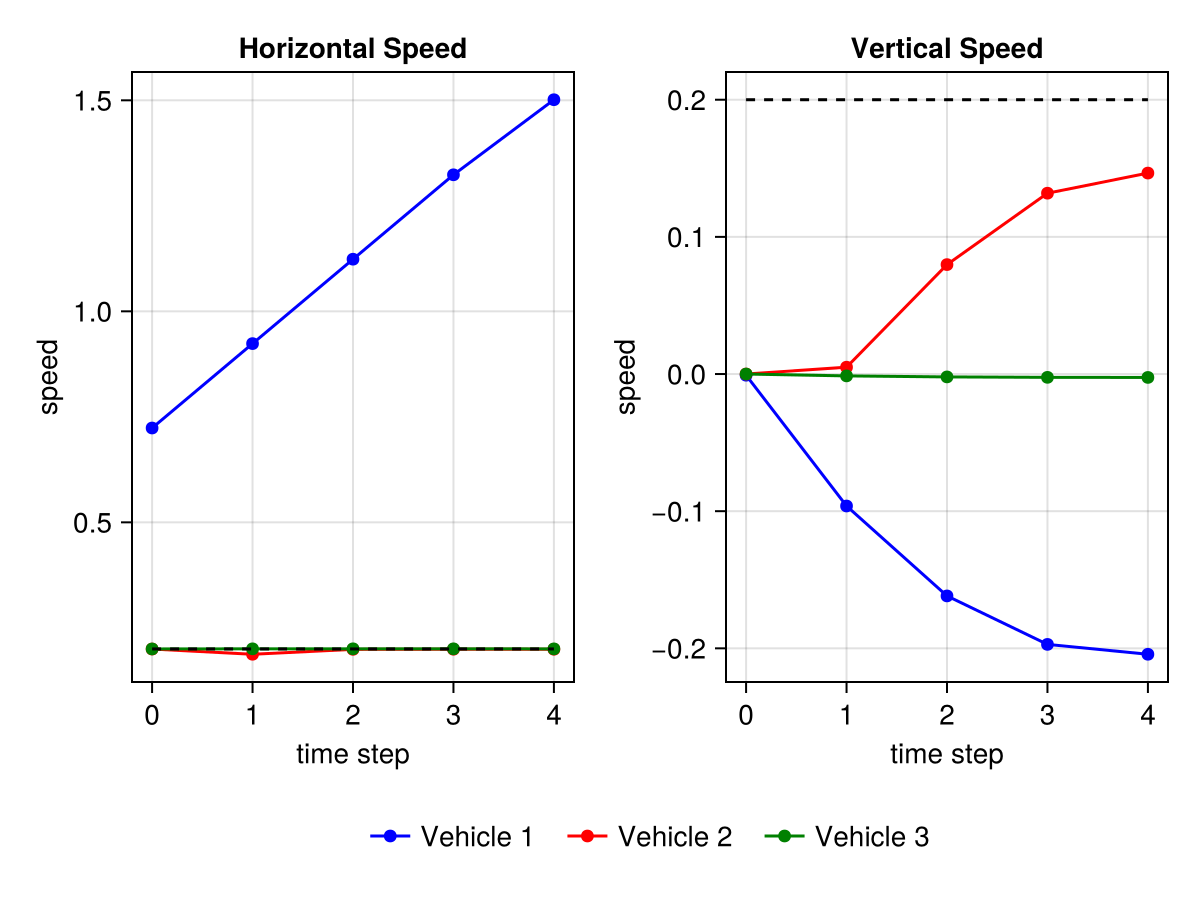 Horizontal Speed
1.5
1.0
0.5
speed
0 1 2 3 4
time step
Vertical Speed
0.2
0.1
0.0
−0.1
−0.2
speed
0 1 2 3 4
time step
Vehicle 1 Vehicle 2 Vehicle 3